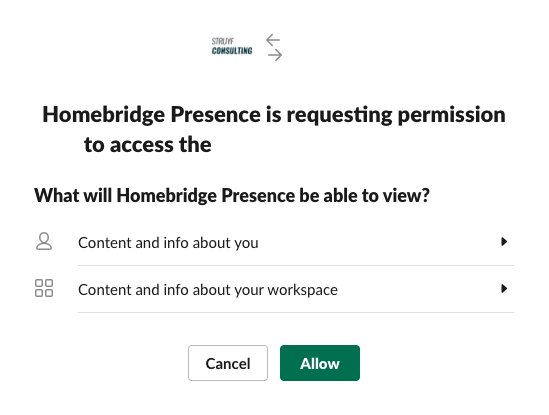 STRUYF
CONSULTING
Homebridge Presence is requesting permission
to access the
What will Homebridge Presence be able to view?
Content and info about you
Content and info about your workspace
Cancel
Allow